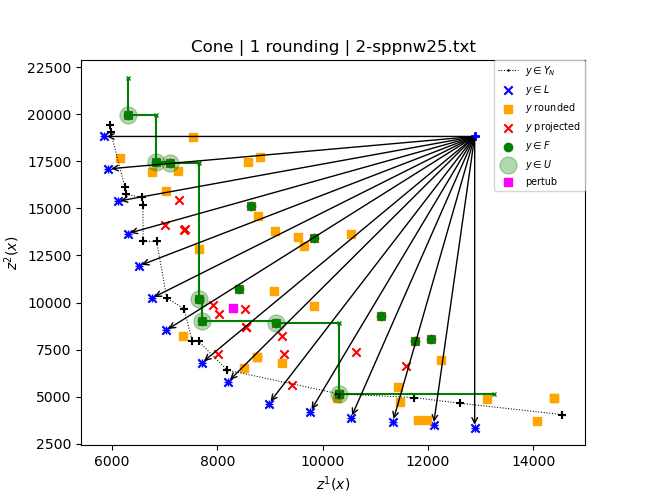 Cone | 1 rounding | 2-sppnw25.txt
22500
20000
17500
15000
12500
10000
7500
5000
2500
z²(x)
6000
8000
10000
12000
14000
z¹(x)
y ∈ Y_N
y ∈ L
y rounded
y projected
y ∈ F
y ∈ U
pertub